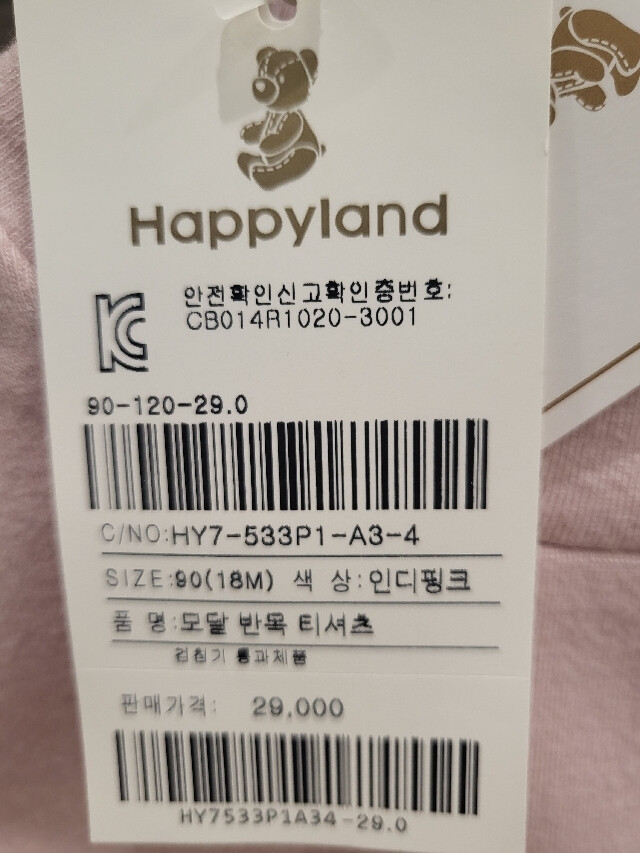 Happyland
안전확인신고확인증번호:
CB014R1020-3001
90-120-29.0
C/NO:HY7-533P1-A3-4
SIZE:90(18M) 색 상:인디핑크
품 명:모달 반목 티셔츠
검침기 통과제품
판매가격: 29,000
HY7533P1A34-29.0